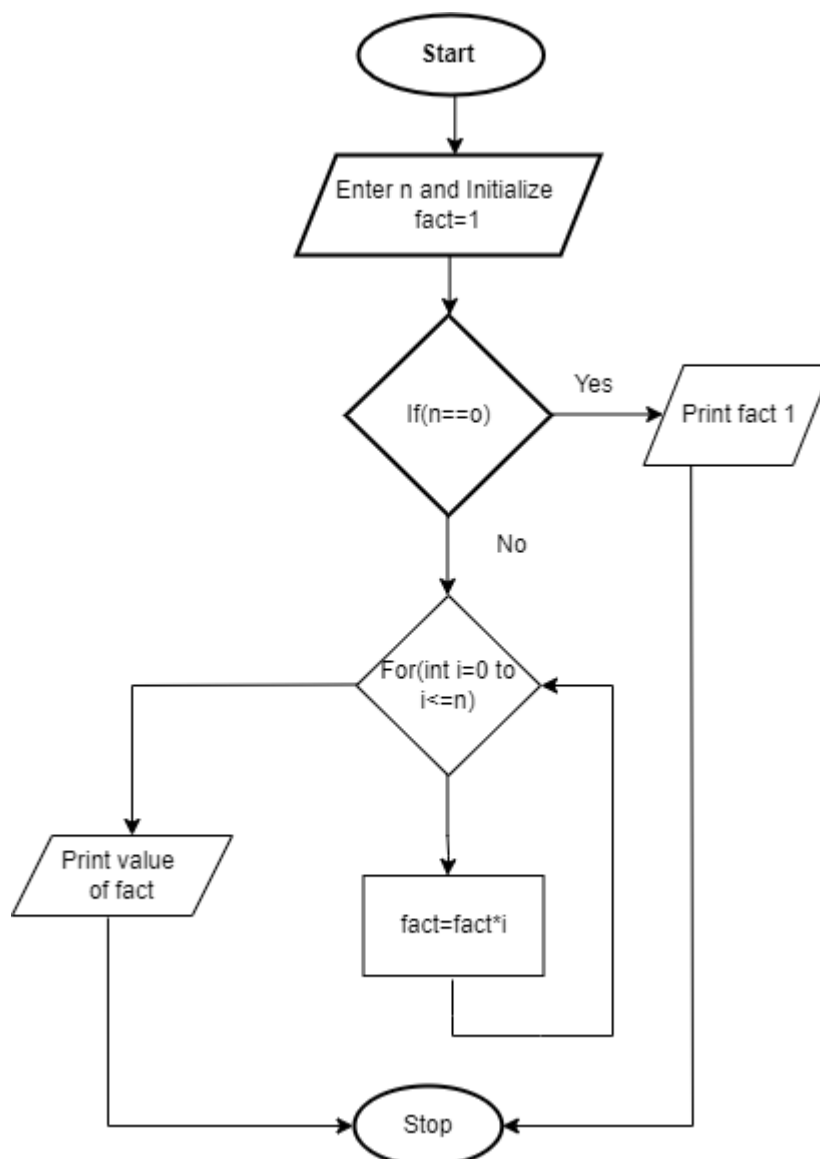 Start
Enter n and Initialize
fact=1
If(n==o)
Yes
Print fact 1
No
For(int i=0 to
i<=n)
Print value
of fact
fact=fact*i
Stop